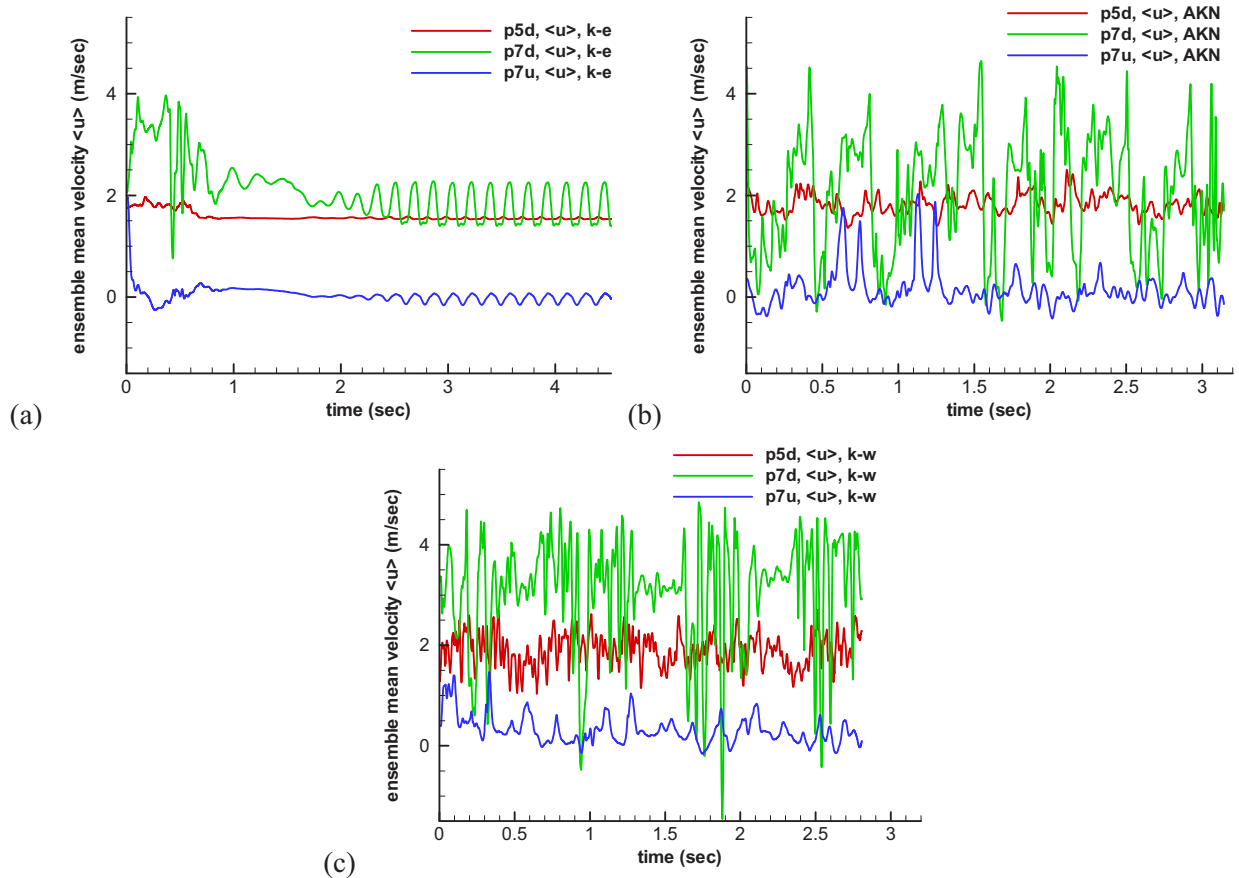 p5d, <u>, k-e
p7d, <u>, k-e
p7u, <u>, k-e
ensemble mean velocity <u> (m/sec)
4
2
0
0
1
2
3
4
time (sec)
(a)
p5d, <u>, AKN
p7d, <u>, AKN
p7u, <u>, AKN
ensemble mean velocity <u> (m/sec)
4
2
0
0
0.5
1
1.5
2
2.5
3
time (sec)
(b)
p5d, <u>, k-w
p7d, <u>, k-w
p7u, <u>, k-w
ensemble mean velocity <u> (m/sec)
4
2
0
0
0.5
1
1.5
2
2.5
3
time (sec)
(c)